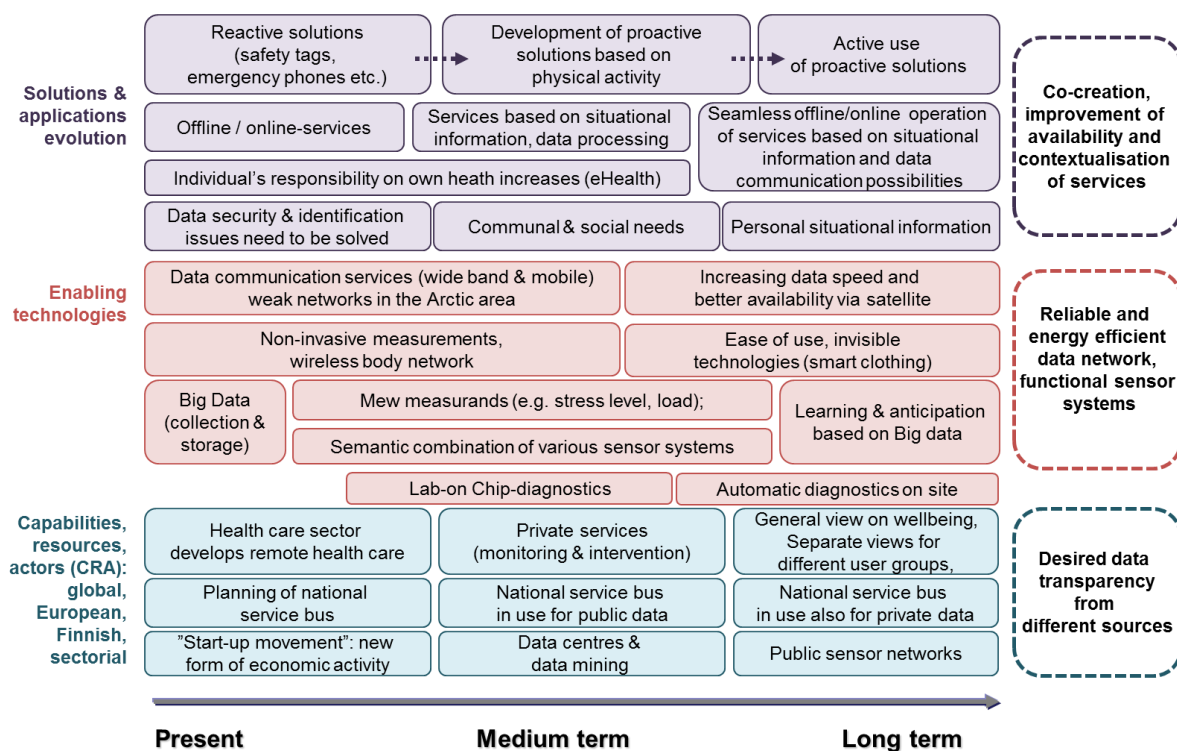 Solutions &
applications
evolution
Reactive solutions
(safety tags,
emergency phones etc.)
Development of proactive
solutions based on
physical activity
Active use
of proactive solutions
Offline / online-services
Services based on situational
information, data processing
Seamless offline/online operation
of services based on situational
information and data
communication possibilities
Individual's responsibility on own heath increases (eHealth)
Data security & identification
issues need to be solved
Communal & social needs
Personal situational information
Co-creation,
improvement of
availability and
contextualisation
of services
Enabling
technologies
Data communication services (wide band & mobile)
weak networks in the Arctic area
Increasing data speed and
better availability via satellite
Non-invasive measurements,
wireless body network
Ease of use, invisible
technologies (smart clothing)
Big Data
(collection &
storage)
Mew measurands (e.g. stress level, load);
Semantic combination of various sensor systems
Learning & anticipation
based on Big data
Lab-on Chip-diagnostics
Automatic diagnostics on site
Reliable and
energy efficient
data network,
functional sensor
systems
Capabilities,
resources,
actors (CRA):
global,
European,
Finnish,
sectorial
Health care sector
develops remote health care
Private services
(monitoring & intervention)
General view on wellbeing,
Separate views for
different user groups,
Planning of national
service bus
National service bus
in use for public data
National service bus
in use also for private data
"Start-up movement": new
form of economic activity
Data centres &
data mining
Public sensor networks
Desired data
transparency
from
different sources
Present
Medium term
Long term